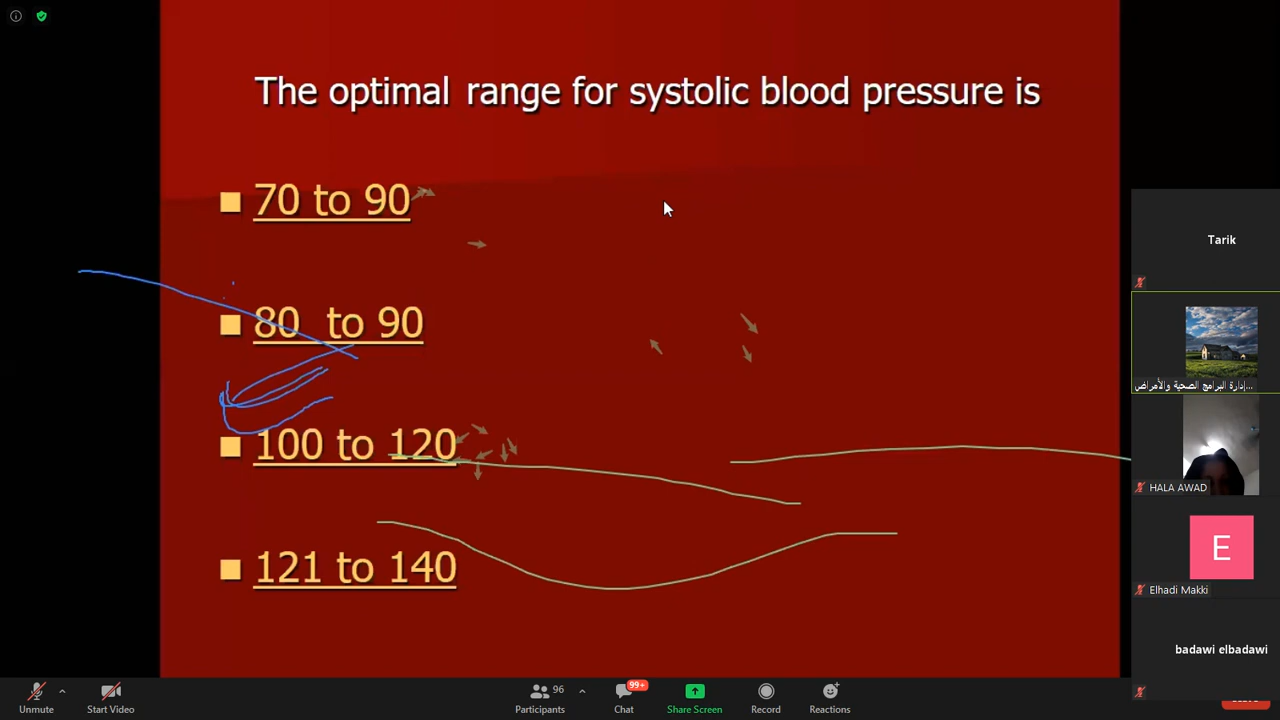 The optimal range for systolic blood pressure is
70 to 90
80 to 90
100 to 120
121 to 140
Tarik
إدارة البرامج الصحية والأمراض...
HALA AWAD
E
Elhadi Makki
badawi elbadawi
Unmute
Start Video
96
Participants
99+
Chat
Share Screen
Record
Reactions